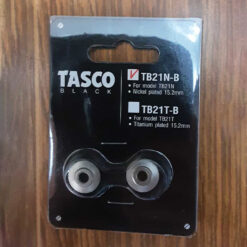 TASCO
BLACK
TB21N-B
• For model TB21N
• Nickel plated 15.2mm
TB21T-B
• For model TB21T
• Titanium plated 15.2mm